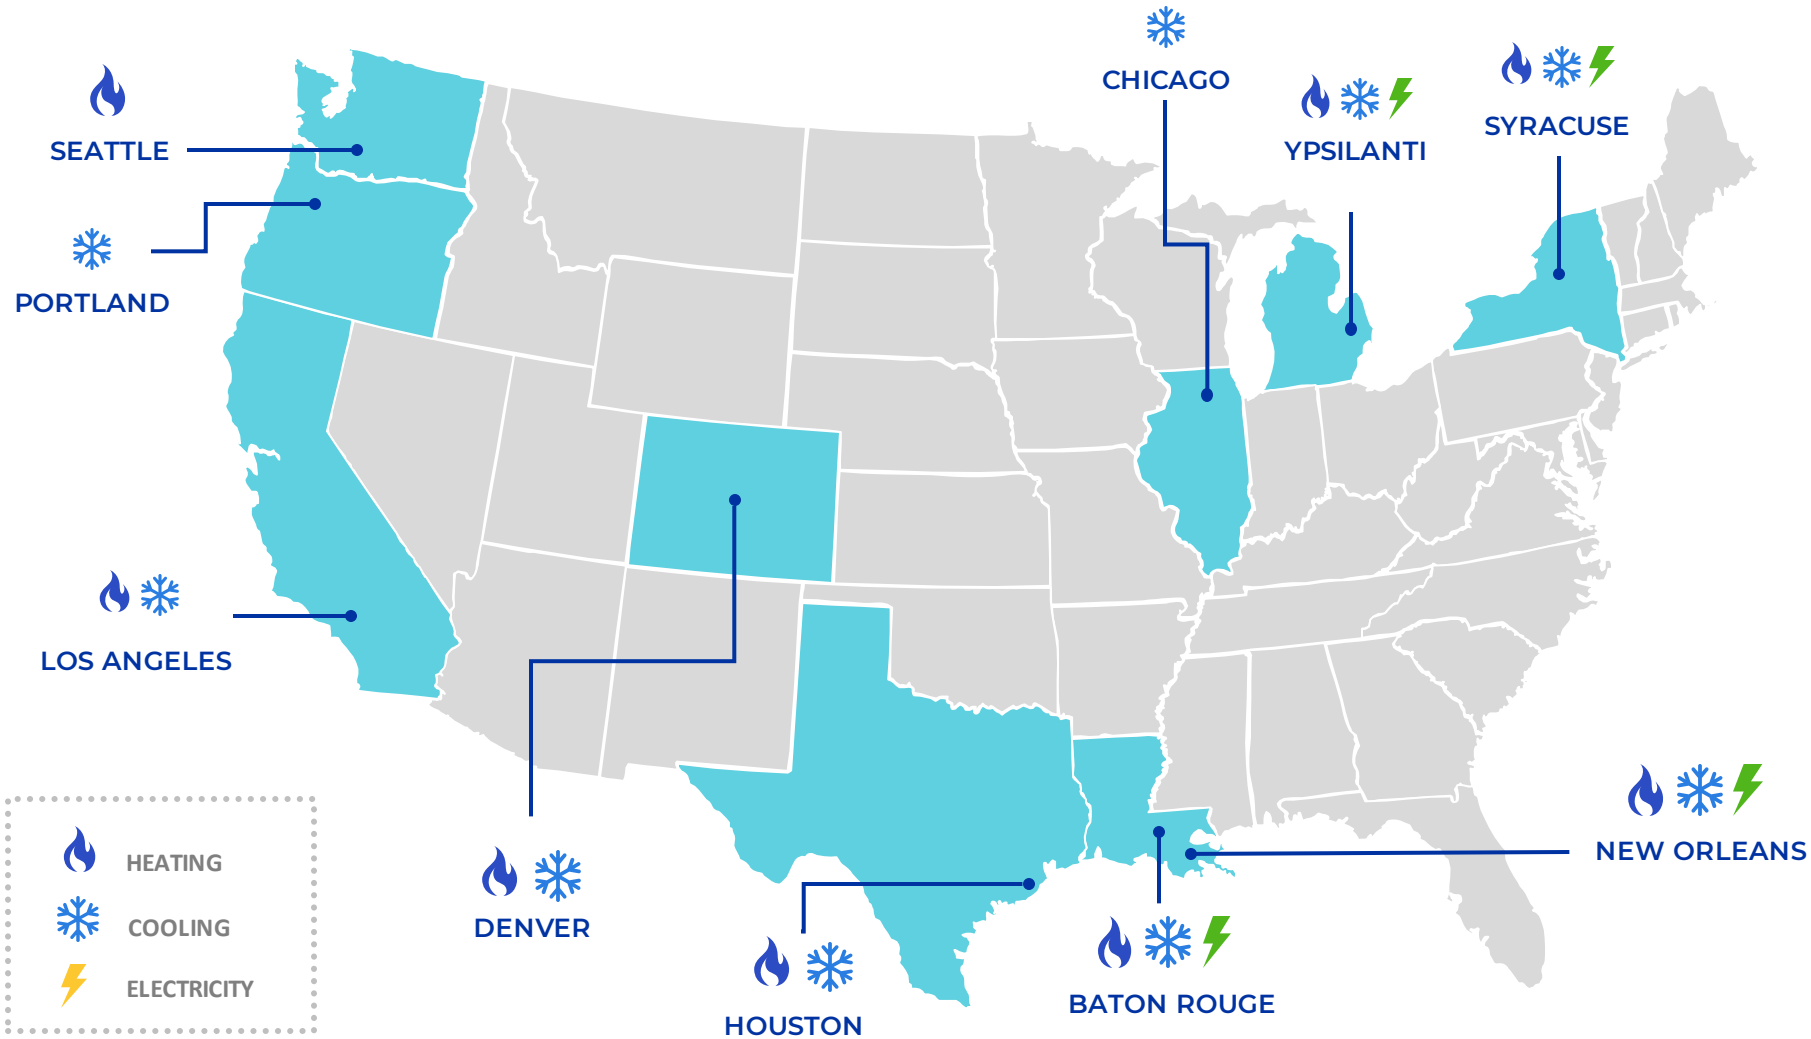 CHICAGO
SYRACUSE
SEATTLE
YPSILANTI
PORTLAND
LOS ANGELES
NEW ORLEANS
HEATING
COOLING
DENVER
ELECTRICITY
BATON ROUGE
HOUSTON